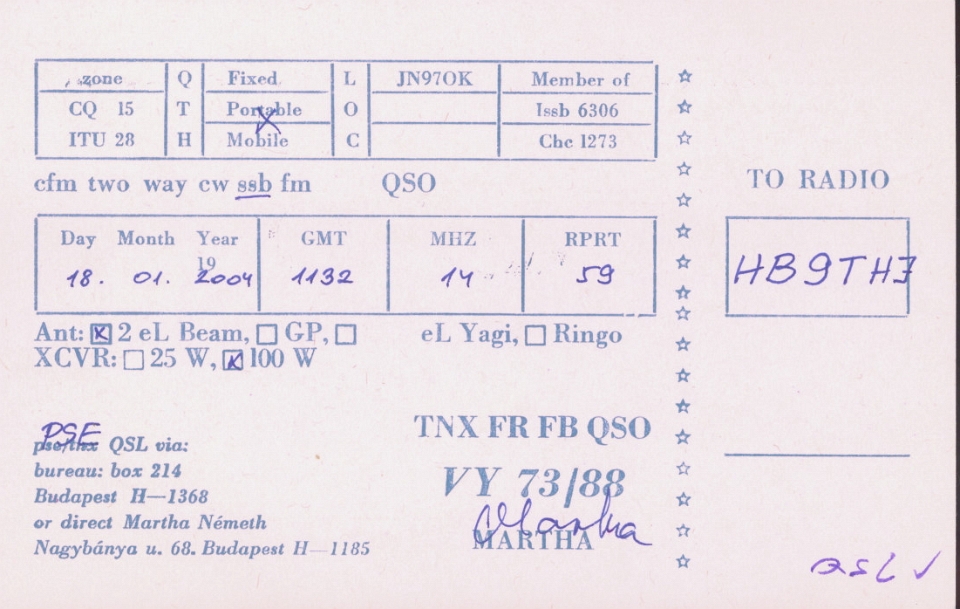 zone Q Fixed L JN97OK Member of
CQ 15 T Portable O Issb 6306
ITU 28 H Mobile C Chc 1273
cfm two way cw ssb fm QSO
TO RADIO
HB9THJ
Day Month Year GMT MHZ RPRT
19
18. 01. 2004 1132 14 59
Ant: 2 eL Beam, GP, eL Yagi, Ringo
XCVR: 25 W, 100 W
TNX FR FB QSO
PSE
pse/tnx QSL via:
bureau: box 214
Budapest H—1368
or direct Martha Németh
Nagybánya u. 68. Budapest H—1185
VY 73/88
Martha
MARTHA
QSL ✓